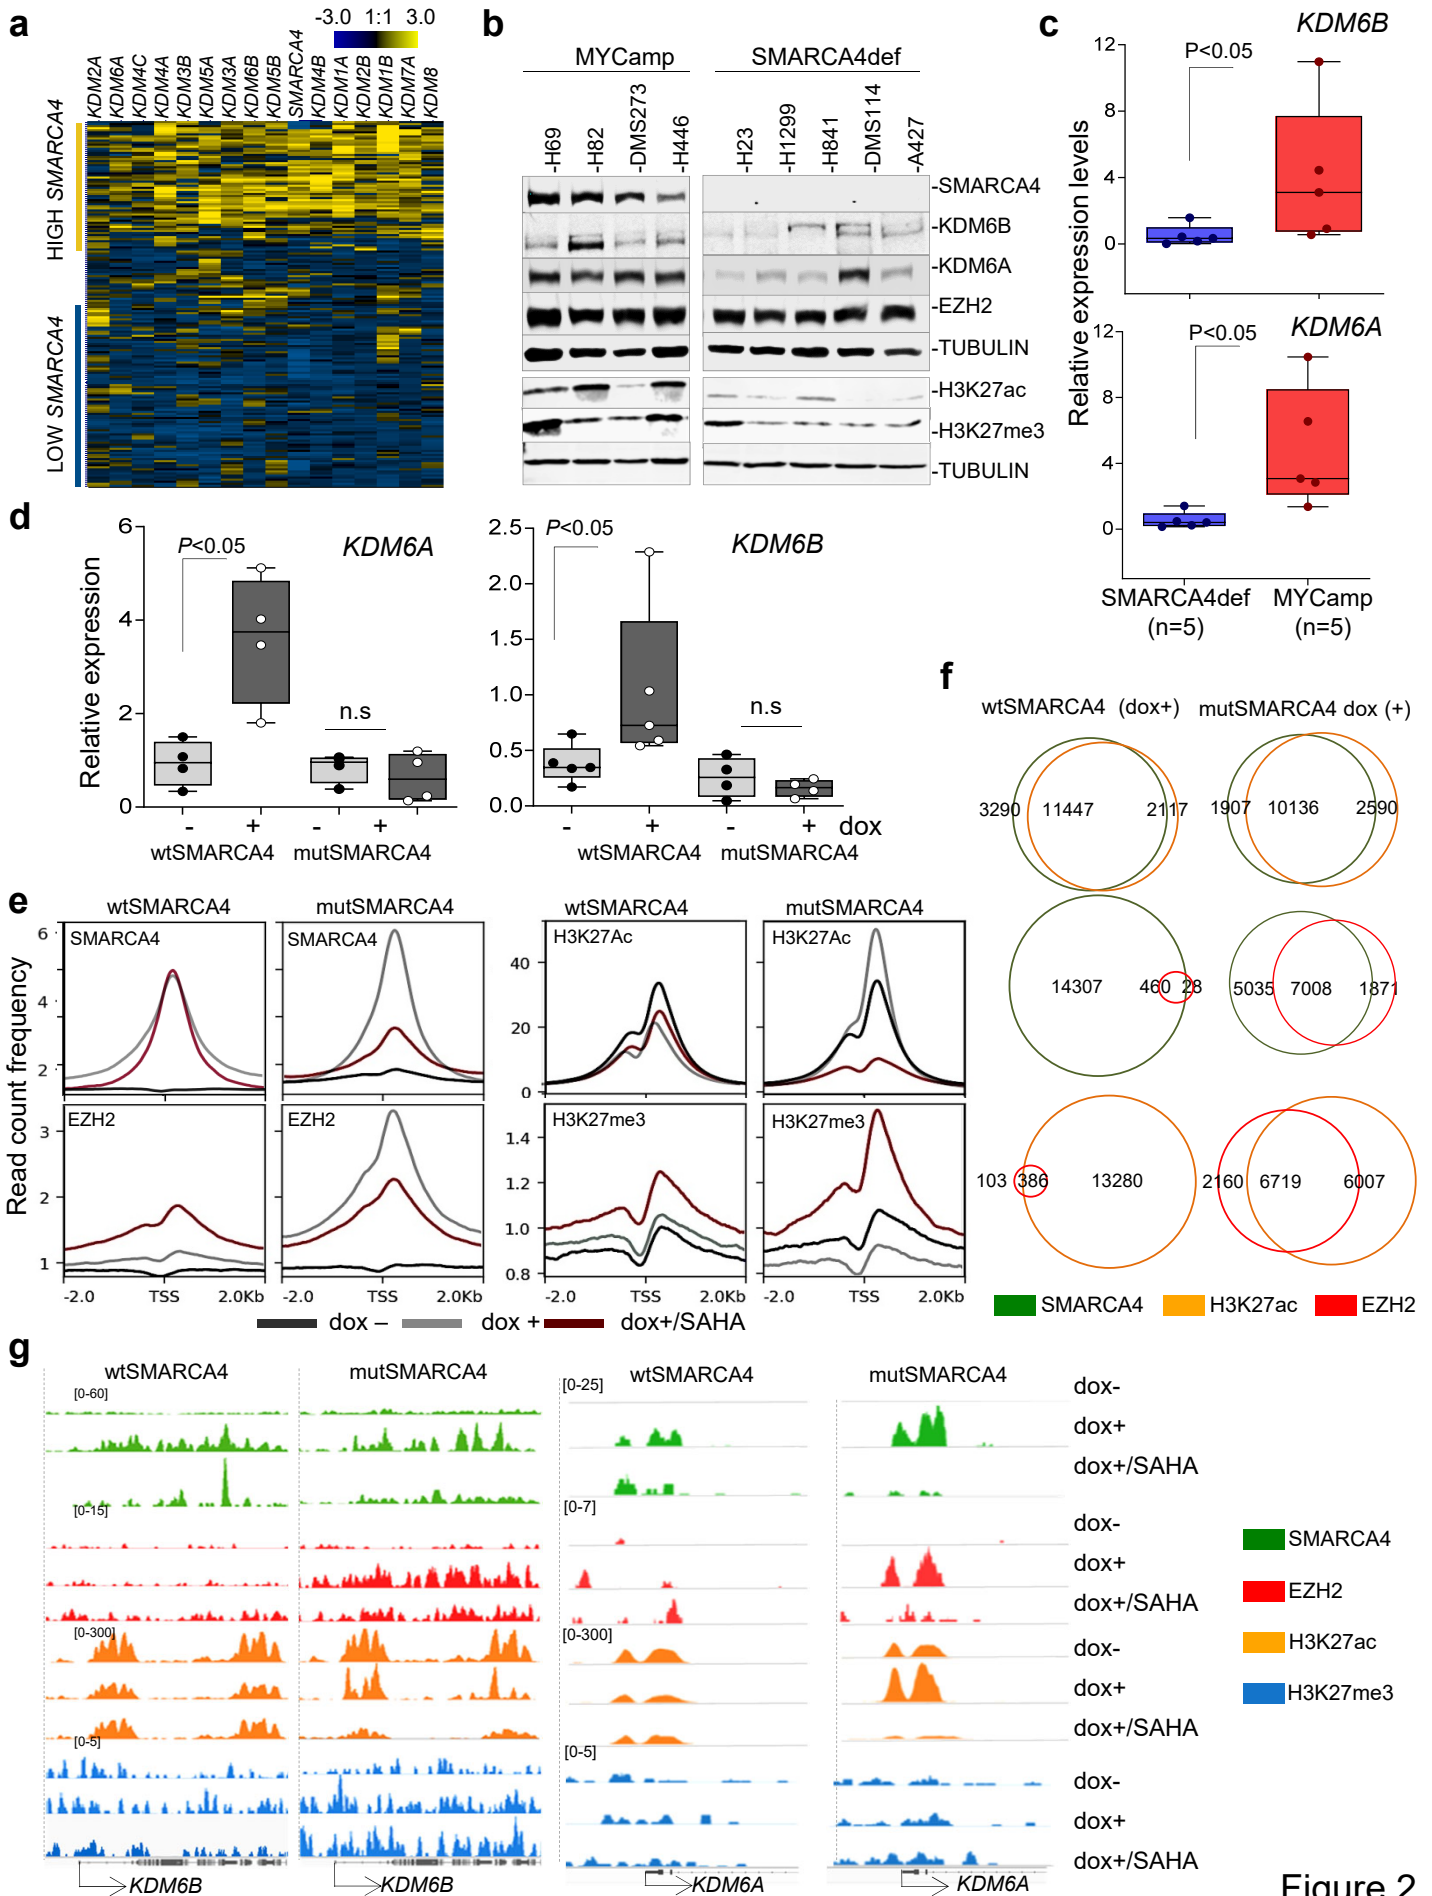 a
-3.0 1:1 3.0
KDM2A
KDM6A
KDM4C
KDM4A
KDM3B
KDM5A
KDM3A
KDM6B
KDM5B
SMARCA4
KDM4B
KDM1A
KDM2B
KDM1B
KDM7A
KDM8
HIGH SMARCA4
LOW SMARCA4
b
MYCamp SMARCA4def
-H69
-H82
-DMS273
-H446
-H23
-H1299
-H841
-DMS114
-A427
-SMARCA4
-KDM6B
-KDM6A
-EZH2
-TUBULIN
-H3K27ac
-H3K27me3
-TUBULIN
c
KDM6B
P<0.05
12
8
4
0
Relative expression levels
KDM6A
P<0.05
12
8
4
0
SMARCA4def MYCamp
(n=5) (n=5)
d
Relative expression
6
4
2
0
P<0.05
KDM6A
n.s
- + - +
wtSMARCA4 mutSMARCA4
2.5
2.0
1.5
1.0
0.5
0.0
P<0.05
KDM6B
n.s
- + - + dox
wtSMARCA4 mutSMARCA4
e
Read count frequency
wtSMARCA4 mutSMARCA4 wtSMARCA4 mutSMARCA4
SMARCA4 SMARCA4 H3K27Ac H3K27Ac
6
4
2
40
20
0
EZH2 EZH2 H3K27me3 H3K27me3
3
2
1
1.4
1.2
1.0
0.8
-2.0 TSS 2.0Kb -2.0 TSS 2.0Kb -2.0 TSS 2.0Kb -2.0 TSS 2.0Kb
dox – dox + dox+/SAHA
f
wtSMARCA4 (dox+) mutSMARCA4 dox (+)
3290 11447 2117 1907 10136 2590
14307 460 28 5035 7008 1871
103 386 13280 2160 6719 6007
SMARCA4 H3K27ac EZH2
g
wtSMARCA4 mutSMARCA4 wtSMARCA4 mutSMARCA4
[0-60] [0-25] dox-
dox+
dox+/SAHA
[0-15] [0-7] dox-
dox+
dox+/SAHA
[0-300] [0-300] dox-
dox+
dox+/SAHA
[0-5] [0-5] dox-
dox+
dox+/SAHA
KDM6B KDM6B KDM6A KDM6A
SMARCA4
EZH2
H3K27ac
H3K27me3
Figure 2